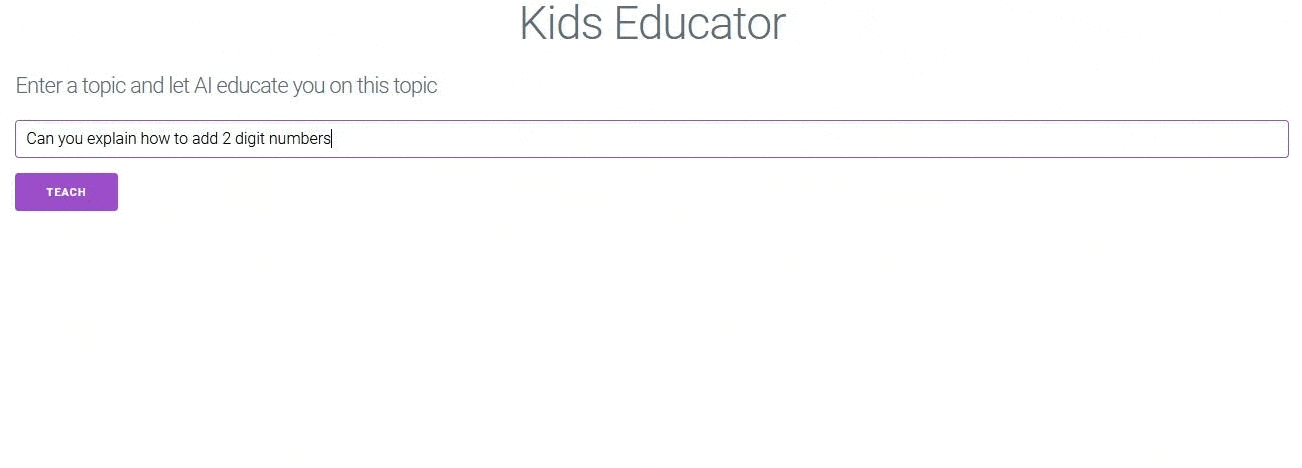 Kids Educator
Enter a topic and let AI educate you on this topic
Can you explain how to add 2 digit numbers
TEACH